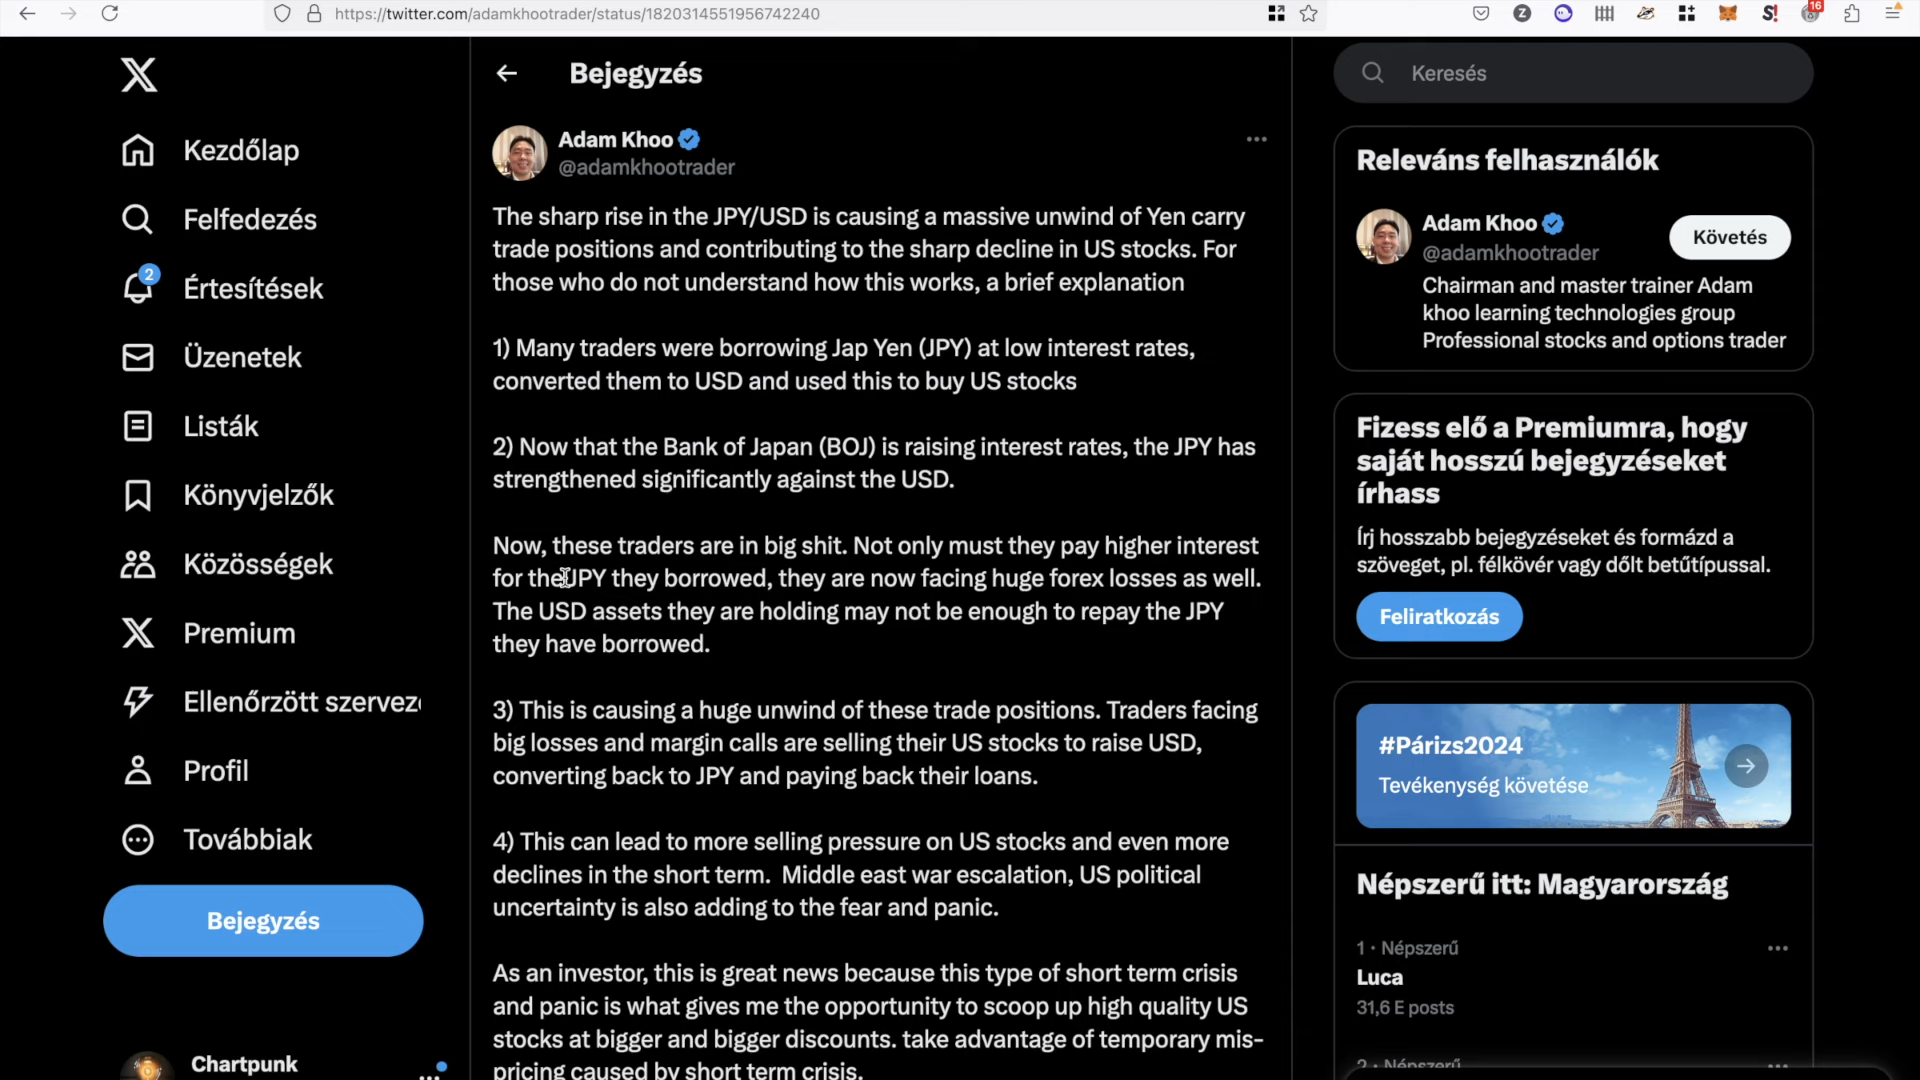 https://twitter.com/adamkhootrader/status/1820314551956742240
16
Bejegyzés
Keresés
Kezdőlap
Felfedezés
2
Értesítések
Üzenetek
Listák
Könyvjelzők
Közösségek
Premium
Ellenőrzött szerveze
Profil
Továbbiak
Bejegyzés
Chartpunk
Adam Khoo
@adamkhootrader
The sharp rise in the JPY/USD is causing a massive unwind of Yen carry
trade positions and contributing to the sharp decline in US stocks. For
those who do not understand how this works, a brief explanation
1) Many traders were borrowing Jap Yen (JPY) at low interest rates,
converted them to USD and used this to buy US stocks
2) Now that the Bank of Japan (BOJ) is raising interest rates, the JPY has
strengthened significantly against the USD.
Now, these traders are in big shit. Not only must they pay higher interest
for the JPY they borrowed, they are now facing huge forex losses as well.
The USD assets they are holding may not be enough to repay the JPY
they have borrowed.
3) This is causing a huge unwind of these trade positions. Traders facing
big losses and margin calls are selling their US stocks to raise USD,
converting back to JPY and paying back their loans.
4) This can lead to more selling pressure on US stocks and even more
declines in the short term.  Middle east war escalation, US political
uncertainty is also adding to the fear and panic.
As an investor, this is great news because this type of short term crisis
and panic is what gives me the opportunity to scoop up high quality US
stocks at bigger and bigger discounts. take advantage of temporary mis-
pricing caused by short term crisis.
Releváns felhasználók
Adam Khoo
@adamkhootrader
Követés
Chairman and master trainer Adam
khoo learning technologies group
Professional stocks and options trader
Fizess elő a Premiumra, hogy
saját hosszú bejegyzéseket
írhass
Írj hosszabb bejegyzéseket és formázd a
szöveget, pl. félkövér vagy dőlt betűtípussal.
Feliratkozás
#Párizs2024
Tevékenység követése
Népszerű itt: Magyarország
1 · Népszerű
Luca
31,6 E posts
2 · Népszerű